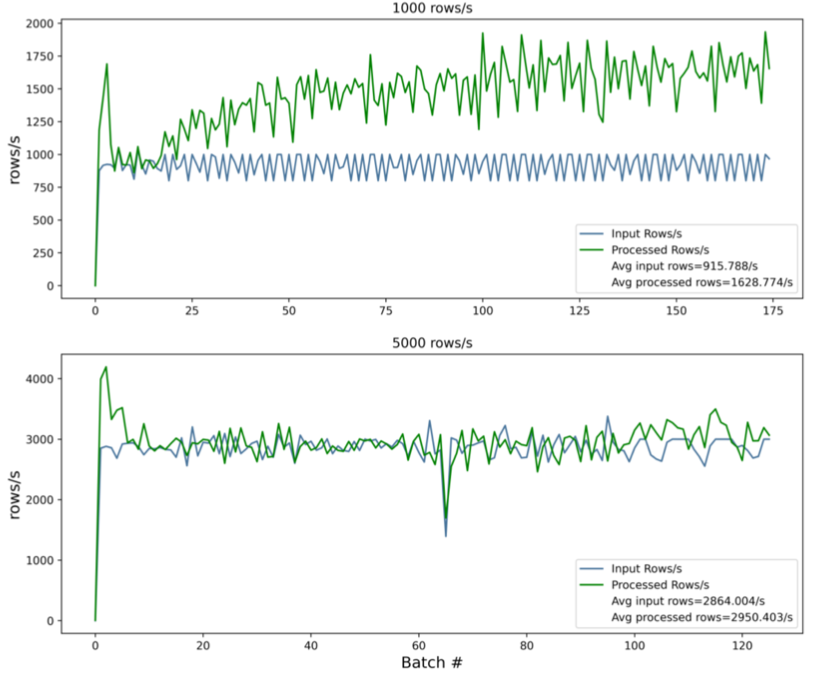 1000 rows/s
2000
1750
1500
1250
1000
750
500
250
0
rows/s
Input Rows/s
Processed Rows/s
Avg input rows=915.788/s
Avg processed rows=1628.774/s
0 25 50 75 100 125 150 175
5000 rows/s
4000
3000
2000
1000
0
rows/s
Input Rows/s
Processed Rows/s
Avg input rows=2864.004/s
Avg processed rows=2950.403/s
0 20 40 60 80 100 120
Batch #